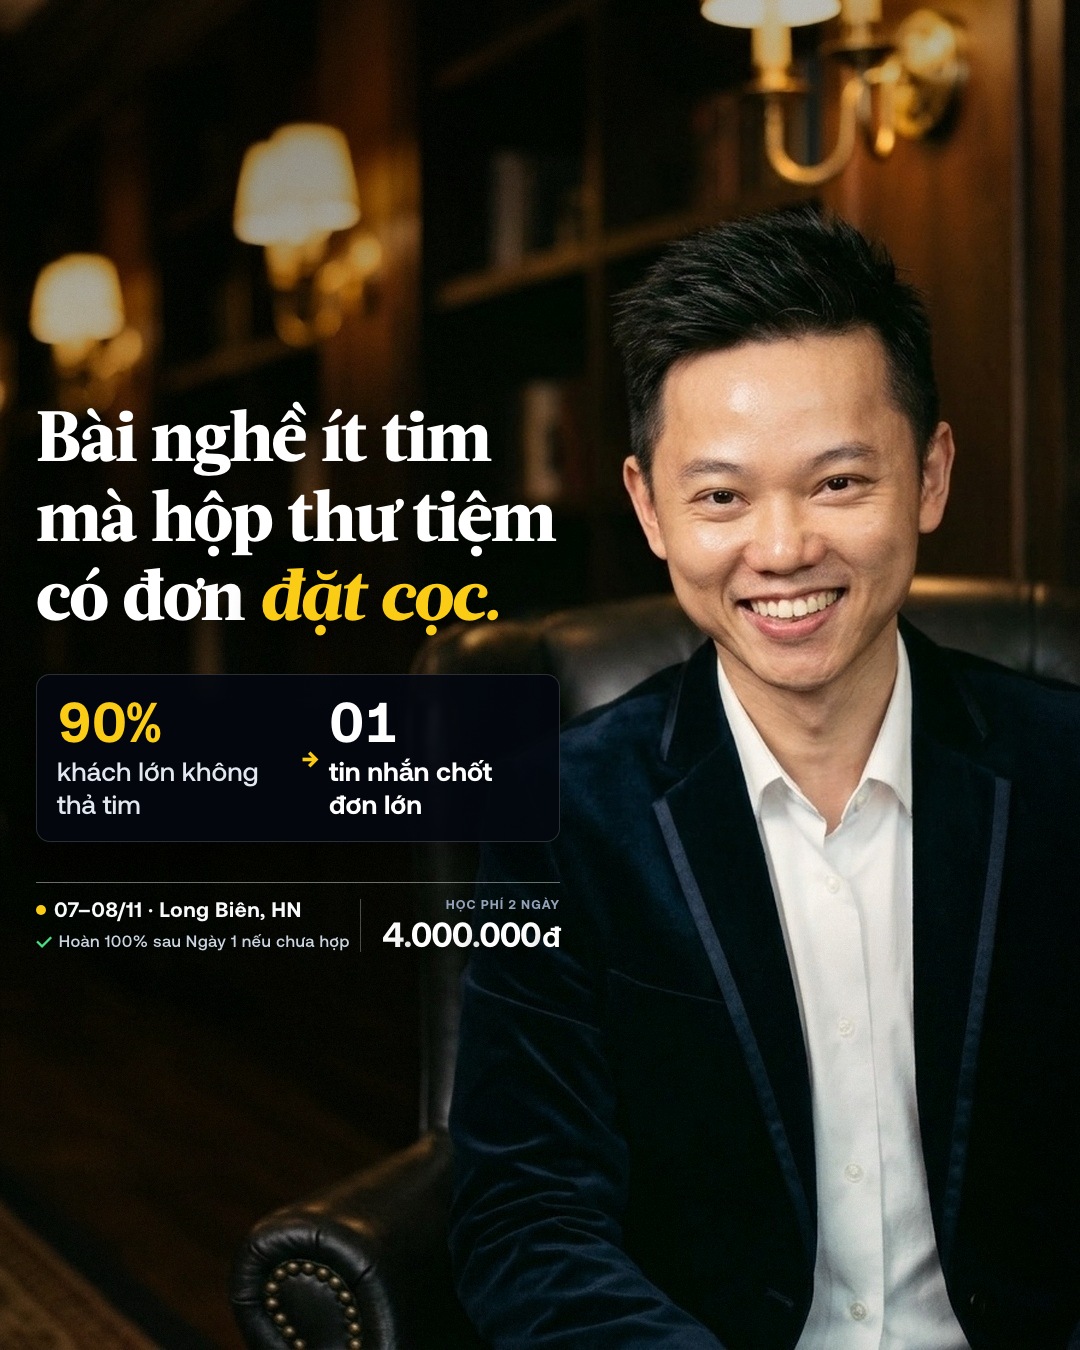 Bài nghề ít tim
mà hộp thư tiệm
có đơn đặt cọc.
90%
khách lớn không
thả tim
→
01
tin nhắn chốt
đơn lớn
07–08/11 · Long Biên, HN
Hoàn 100% sau Ngày 1 nếu chưa hợp
HỌC PHÍ 2 NGÀY
4.000.000đ